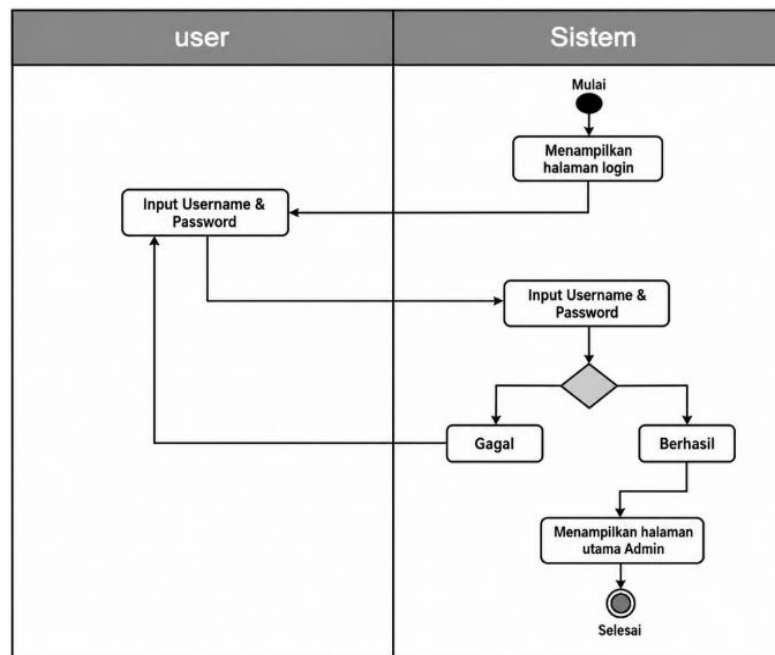 user
Sistem
Mulai
Menampilkan
halaman login
Input Username &
Password
Input Username &
Password
Gagal
Berhasil
Menampilkan halaman
utama Admin
Selesai